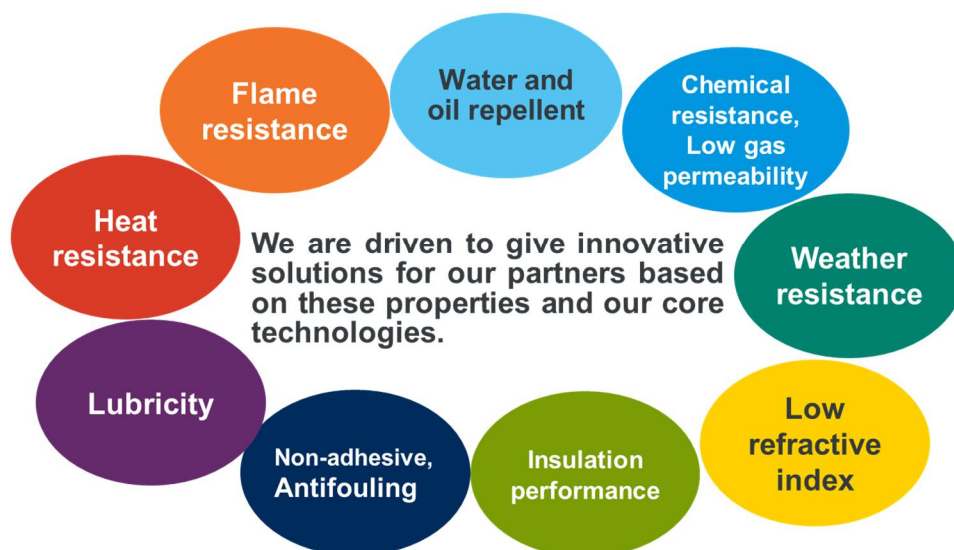 Flame
resistance
Water and
oil repellent
Chemical
resistance,
Low gas
permeability
Heat
resistance
We are driven to give innovative
solutions for our partners based
on these properties and our core
technologies.
Weather
resistance
Lubricity
Non-adhesive,
Antifouling
Insulation
performance
Low
refractive
index